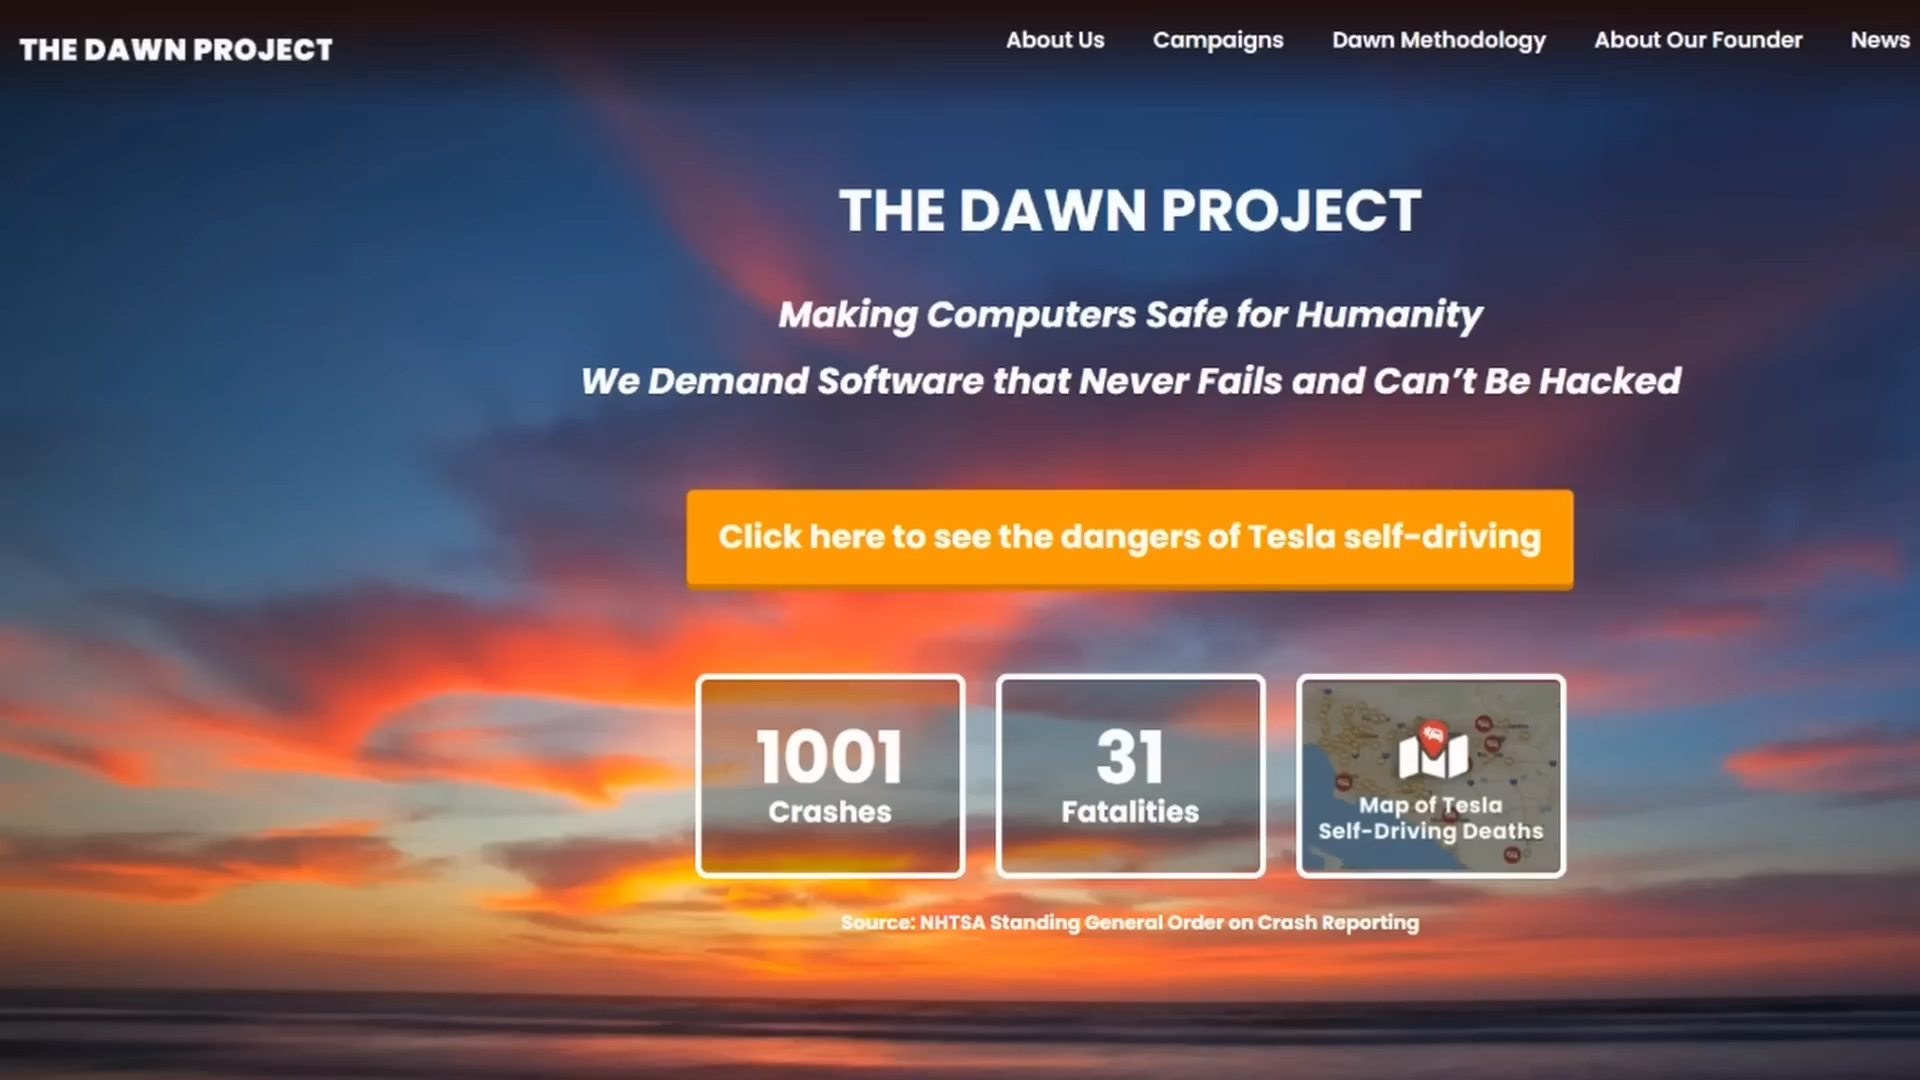 THE DAWN PROJECT
About Us
Campaigns
Dawn Methodology
About Our Founder
News
THE DAWN PROJECT
Making Computers Safe for Humanity
We Demand Software that Never Fails and Can’t Be Hacked
Click here to see the dangers of Tesla self-driving
1001
Crashes
31
Fatalities
Map of Tesla
Self-Driving Deaths
Source: NHTSA Standing General Order on Crash Reporting